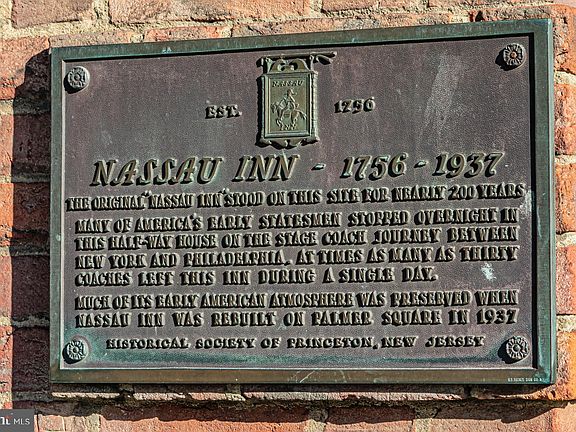 NASSAU
INN
EST. 1756
NASSAU INN - 1756 - 1937
THE ORIGINAL "NASSAU INN" STOOD ON THIS SITE FOR NEARLY 200 YEARS
MANY OF AMERICA'S EARLY STATESMEN STOPPED OVERNIGHT IN
THIS HALF-WAY HOUSE ON THE STAGE COACH JOURNEY BETWEEN
NEW YORK AND PHILADELPHIA. AT TIMES AS MANY AS THIRTY
COACHES LEFT THIS INN DURING A SINGLE DAY.
MUCH OF ITS EARLY AMERICAN ATMOSPHERE WAS PRESERVED WHEN
NASSAU INN WAS REBUILT ON PALMER SQUARE IN 1937
HISTORICAL SOCIETY OF PRINCETON, NEW JERSEY
MLS